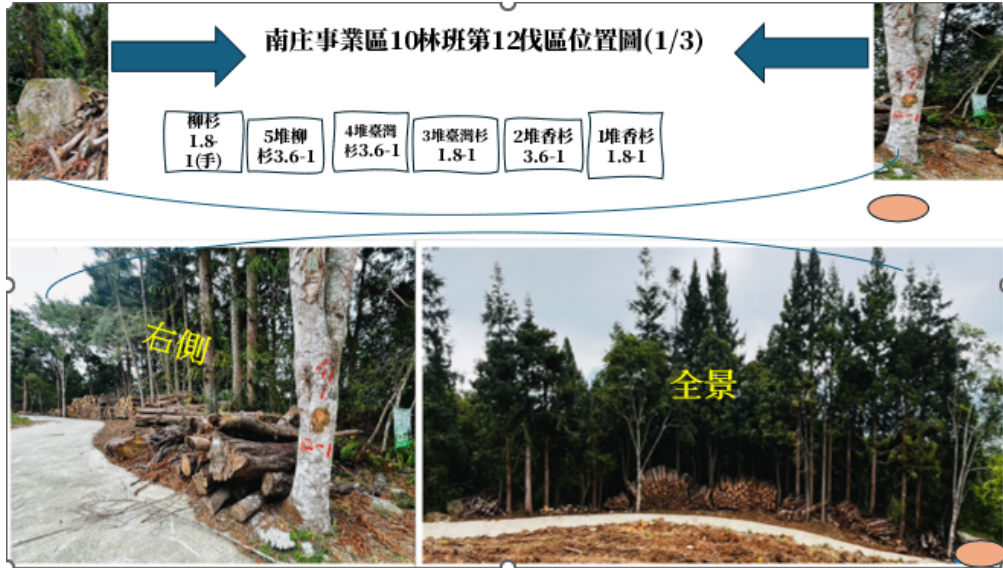 南庄事業區10林班第12伐區位置圖(1/3)
柳杉
1.8-
1(手)
5堆柳
杉3.6-1
4堆臺灣
杉3.6-1
3堆臺灣杉
1.8-1
2堆香杉
3.6-1
1堆香杉
1.8-1
右側
全景
12-1